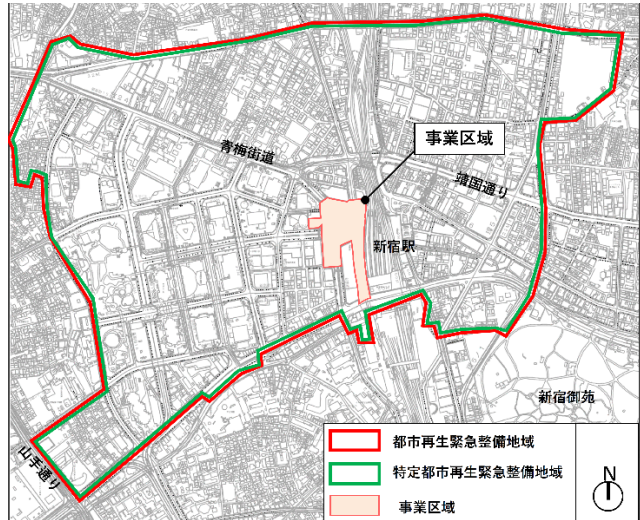 青梅街道
事業区域
靖国通り
新宿駅
新宿御苑
山手通り
都市再生緊急整備地域
特定都市再生緊急整備地域
事業区域
N